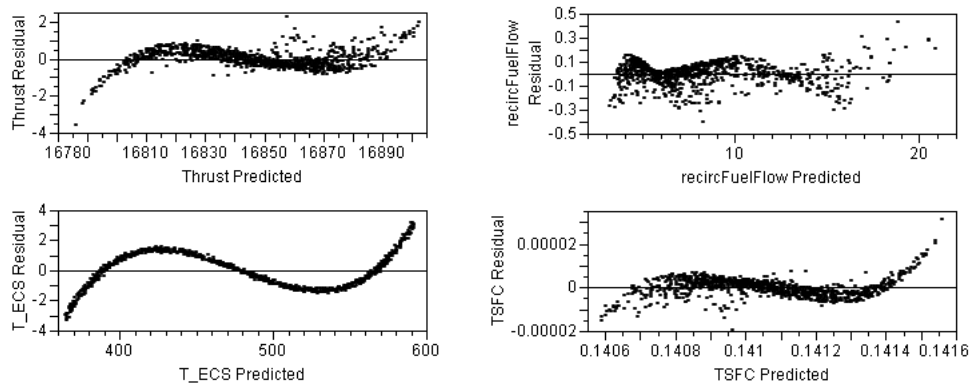 Thrust Residual
2
0
-2
-4
16780 16810 16830 16850 16870 16890
Thrust Predicted
recircFuelFlow
Residual
0.5
0.3
0.1
-0.1
-0.3
-0.5
10 20
recircFuelFlow Predicted
T_ECS Residual
4
2
0
-2
-4
400 500 600
T_ECS Predicted
TSFC Residual
0.00002
0
-0.00002
0.1406 0.1408 0.141 0.1412 0.1414 0.1416
TSFC Predicted